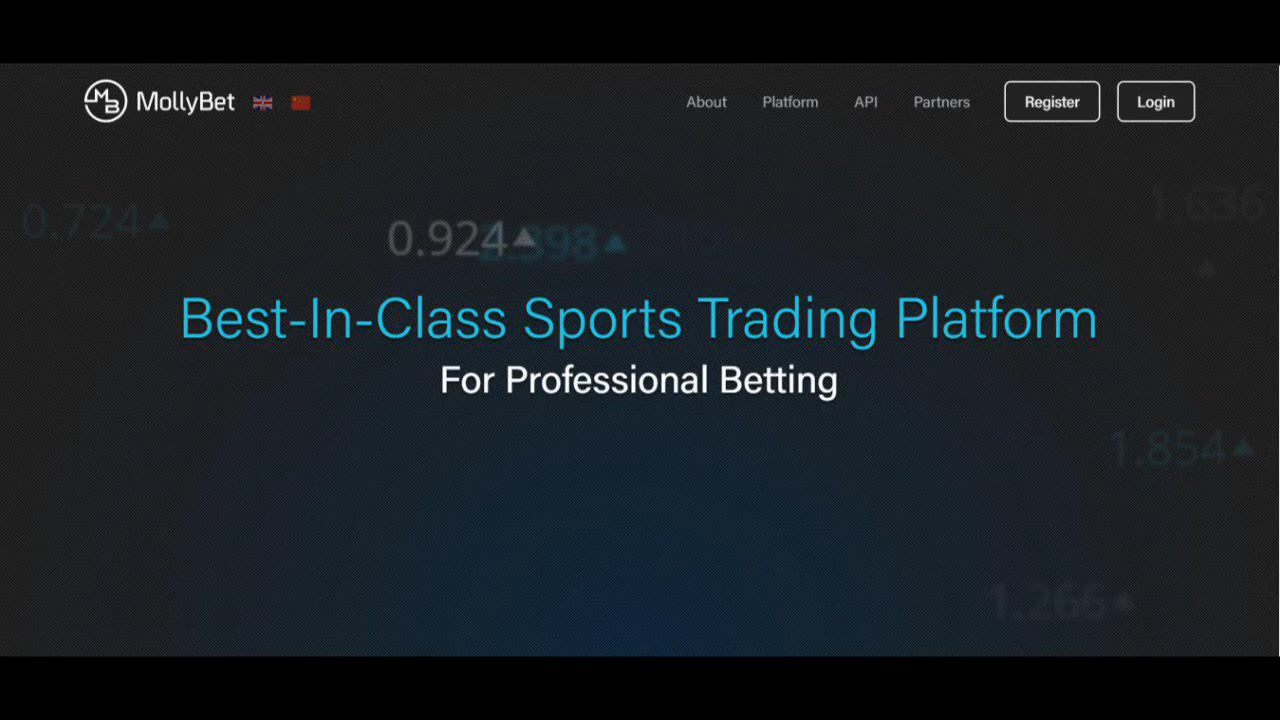 MollyBet
About
Platform
API
Partners
Register
Login
0.724
0.924
.398
1.636
Best-In-Class Sports Trading Platform
For Professional Betting
1.854
1.266